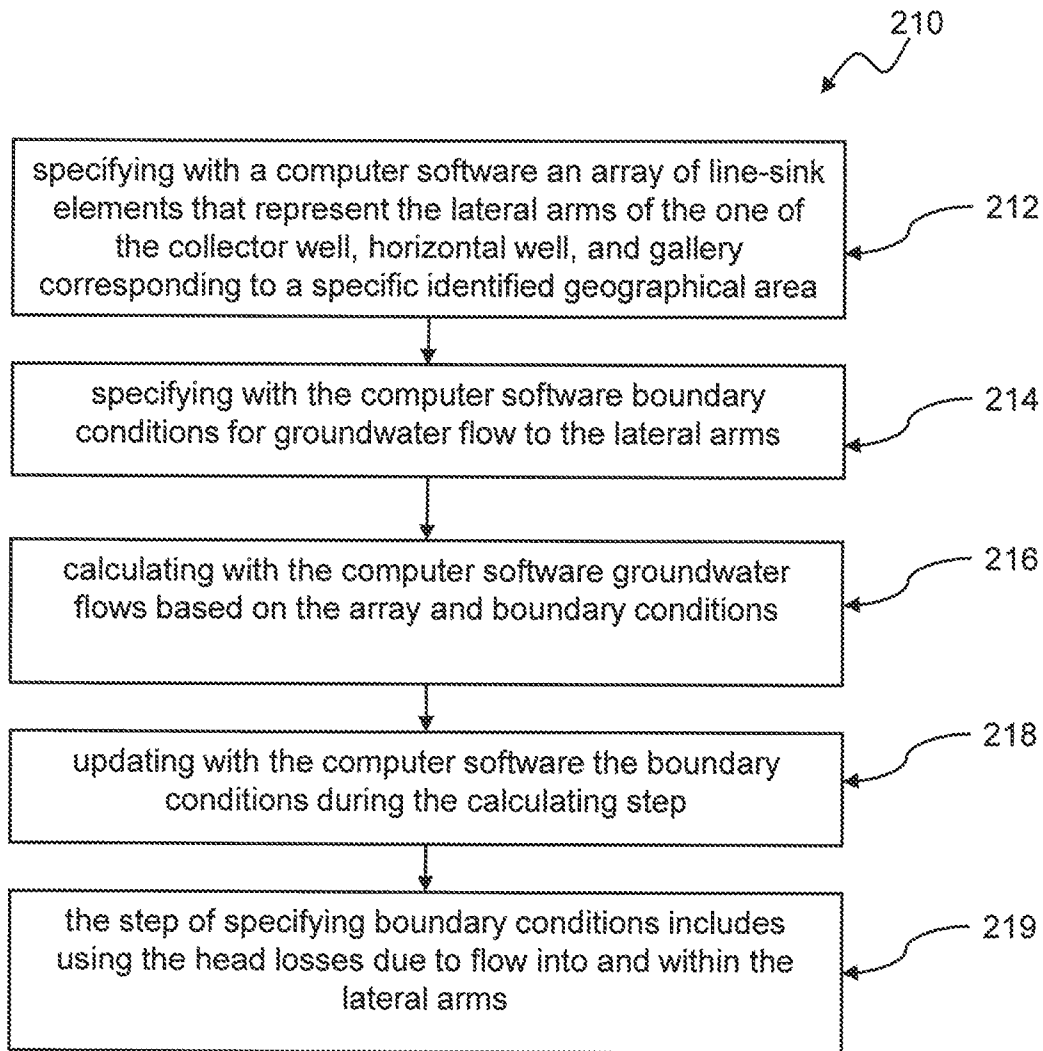 210
specifying with a computer software an array of line-sink
elements that represent the lateral arms of the one of
the collector well, horizontal well, and gallery
corresponding to a specific identified geographical area
212
specifying with the computer software boundary
conditions for groundwater flow to the lateral arms
214
calculating with the computer software groundwater
flows based on the array and boundary conditions
216
updating with the computer software the boundary
conditions during the calculating step
218
the step of specifying boundary conditions includes
using the head losses due to flow into and within the
lateral arms
219